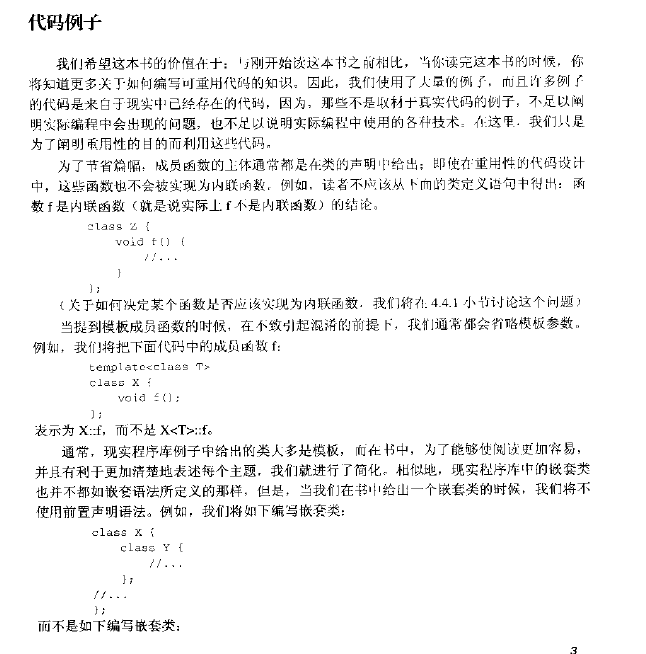 代码例子
我们希望这本书的价值在于：与刚开始读这本书之前相比，当你读完这本书的时候，你
将知道更多关于如何编写可重用代码的知识。因此，我们使用了大量的例子，而且许多例子
的代码是来自于现实中已经存在的代码，因为，那些不是取材于真实代码的例子，不足以阐
明实际编程中会出现的问题，也不足以说明实际编程中使用的各种技术。在这里，我们只是
为了阐明重用性的目的而利用这些代码。
为了节省篇幅，成员函数的主体通常都是在类的声明中给出；即使在重用性的代码设计
中，这些函数也不会被实现为内联函数。例如，读者不应该从下面的类定义语句中得出：函
数 f 是内联函数（就是说实际上 f 不是内联函数）的结论。
class Z {
void f() {
//...
}
};
（关于如何决定某个函数是否应该实现为内联函数，我们将在 4.4.1 小节讨论这个问题）
当提到模板成员函数的时候，在不致引起混淆的前提下，我们通常都会省略模板参数。
例如，我们将把下面代码中的成员函数 f：
template<class T>
class X {
void f();
};
表示为 X::f，而不是 X<T>::f。
通常，现实程序库例子中给出的类大多是模板，而在书中，为了能够使阅读更加容易，
并且有利于更加清楚地表述每个主题，我们就进行了简化。相似地，现实程序库中的嵌套类
也并不都如嵌套语法所定义的那样，但是，当我们在书中给出一个嵌套类的时候，我们将不
使用前置声明语法。例如，我们将如下编写嵌套类：
class X {
class Y {
//...
};
//...
};
而不是如下编写嵌套类：
3